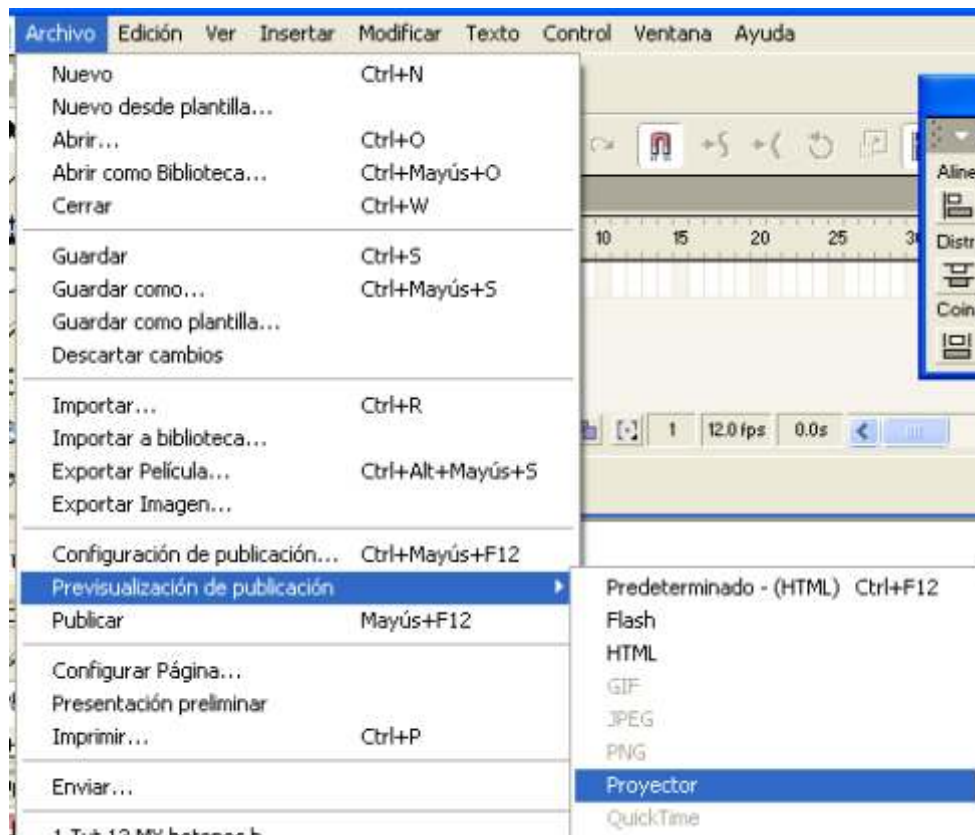 Archivo Edición Ver Insertar Modificar Texto Control Ventana Ayuda
Nuevo Ctrl+N
Nuevo desde plantilla...
Abrir... Ctrl+O
Abrir como Biblioteca... Ctrl+Mayús+O
Cerrar Ctrl+W
Guardar Ctrl+S
Guardar como... Ctrl+Mayús+S
Guardar como plantilla...
Descartar cambios
Importar... Ctrl+R
Importar a biblioteca...
Exportar Película... Ctrl+Alt+Mayús+S
Exportar Imagen...
Configuración de publicación... Ctrl+Mayús+F12
Previsualización de publicación
Publicar Mayús+F12
Configurar Página...
Presentación preliminar
Imprimir... Ctrl+P
Enviar...
Predeterminado - (HTML) Ctrl+F12
Flash
HTML
GIF
JPEG
PNG
Proyector
QuickTime
10 15 20 25
1 12.0 fps 0.0s
Aline
Distr
Coin